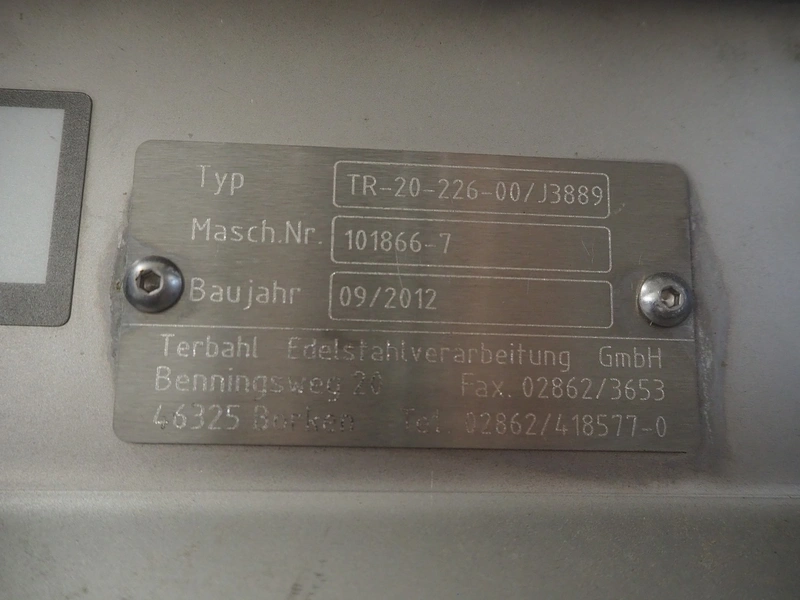 Typ TR-20-226-00/J3889
Masch.Nr. 101866-7
Baujahr 09/2012
Terbahl Edelstahlverarbeitung GmbH
Benningsweg 20 Fax. 02862/3653
46325 Borken Tel. 02862/418577-0